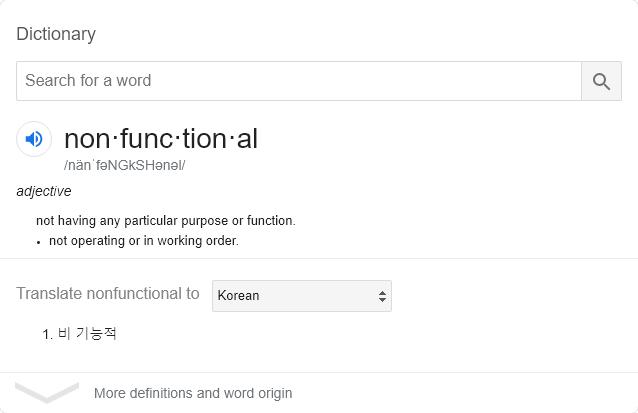 Dictionary
Search for a word
non·func·tion·al
/nänˈfəNGkSHənəl/
adjective
not having any particular purpose or function.
• not operating or in working order.
Translate nonfunctional to Korean
1. 비 기능적
More definitions and word origin